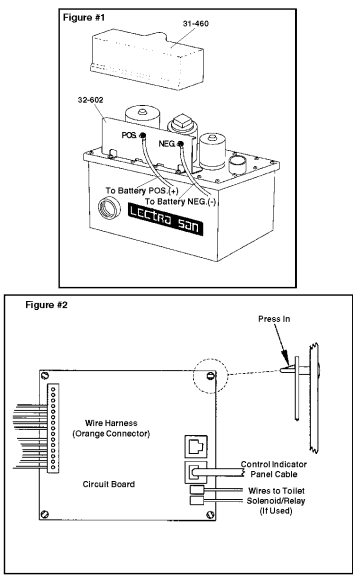 Figure #1
31-460
32-602
POS.
NEG.
To Battery POS.(+)
To Battery NEG.(-)
LECTRA SAN
Figure #2
Press In
Wire Harness
(Orange Connector)
Circuit Board
Control Indicator
Panel Cable
Wires to Toilet
Solenoid/Relay
(If Used)